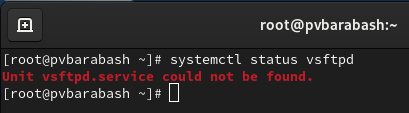 root@pvbarabash:~
[root@pvbarabash ~]# systemctl status vsftpd
Unit vsftpd.service could not be found.
[root@pvbarabash ~]#